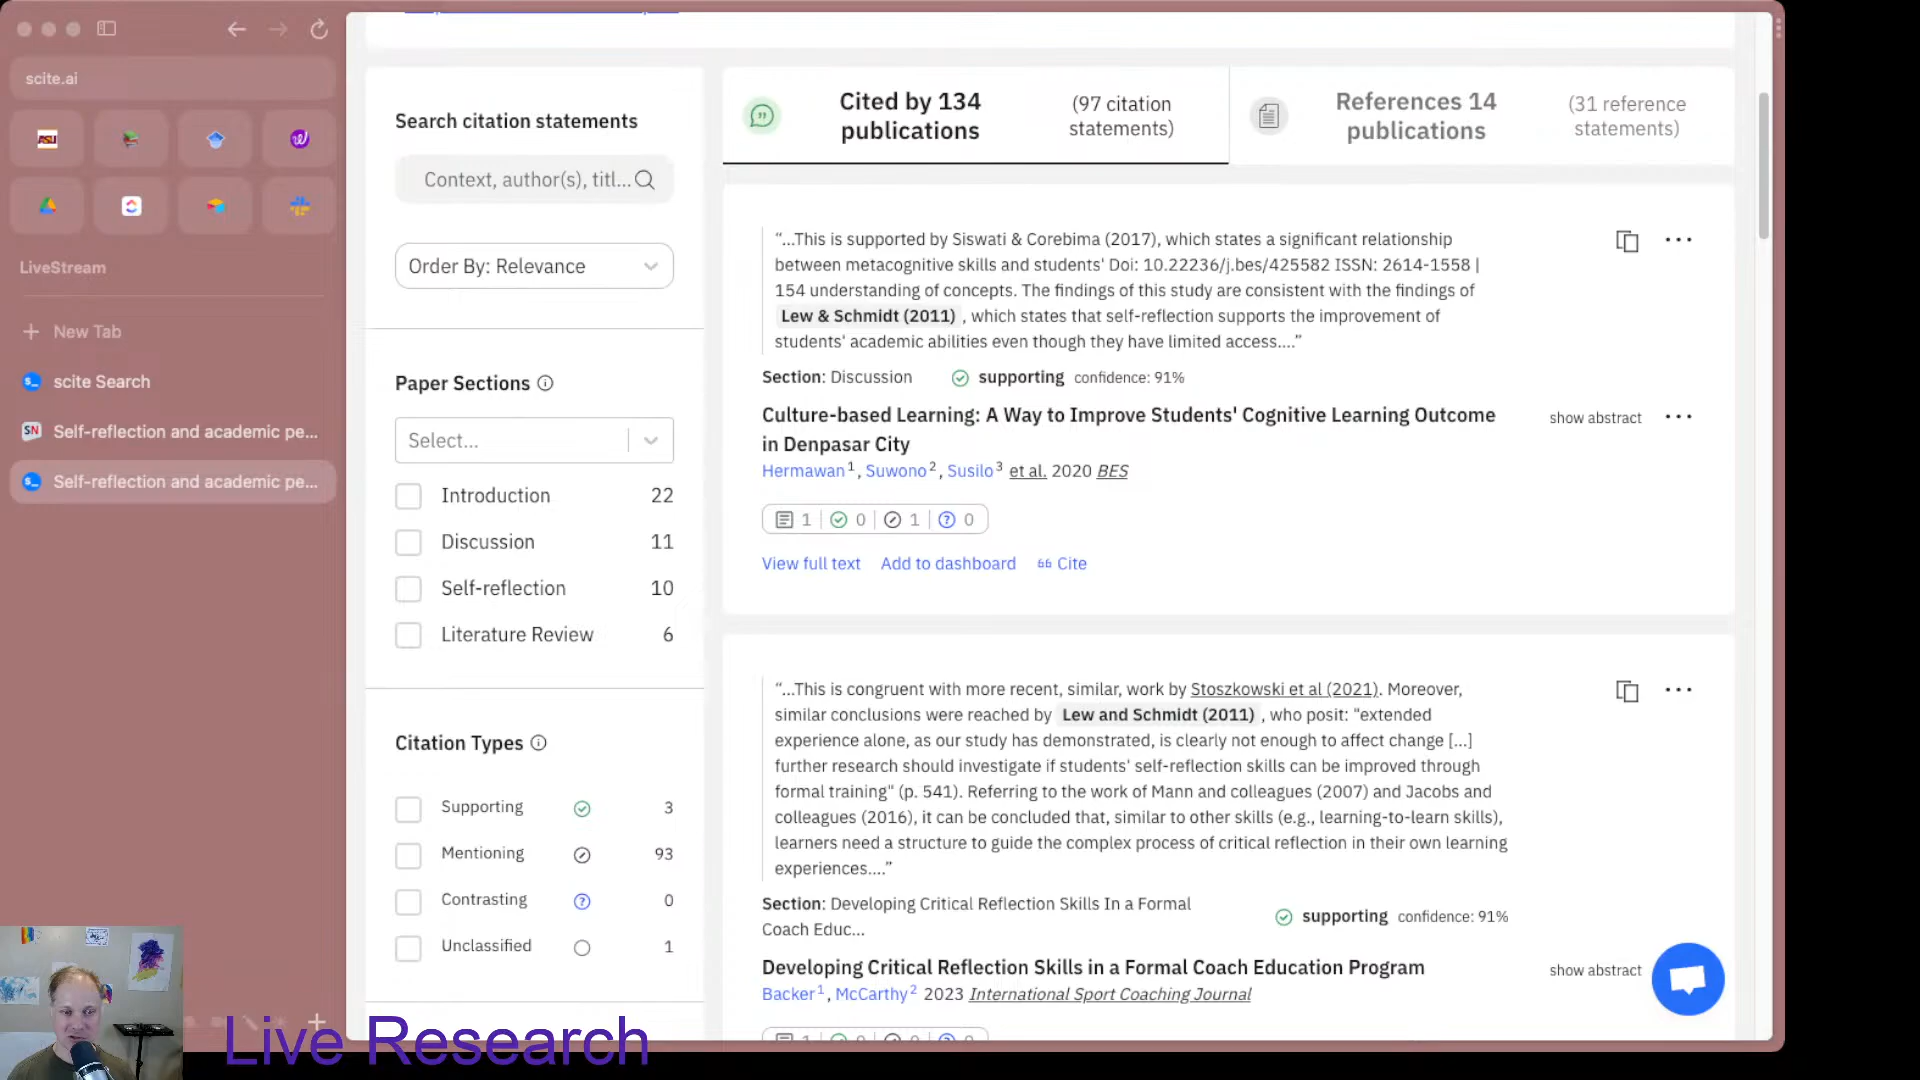 scite.ai
ASU
LiveStream
New Tab
scite Search
SN Self-reflection and academic pe...
Self-reflection and academic pe...
Search citation statements
Context, author(s), titl...
Order By: Relevance
Paper Sections
Select...
Introduction 22
Discussion 11
Self-reflection 10
Literature Review 6
Citation Types
Supporting 3
Mentioning 93
Contrasting 0
Unclassified 1
Cited by 134
publications
(97 citation
statements)
References 14
publications
(31 reference
statements)
“...This is supported by Siswati & Corebima (2017), which states a significant relationship
between metacognitive skills and students' Doi: 10.22236/j.bes/425582 ISSN: 2614-1558 |
154 understanding of concepts. The findings of this study are consistent with the findings of
Lew & Schmidt (2011) , which states that self-reflection supports the improvement of
students' academic abilities even though they have limited access....”
Section: Discussion supporting confidence: 91%
Culture-based Learning: A Way to Improve Students' Cognitive Learning Outcome
in Denpasar City
show abstract
Hermawan1, Suwono2, Susilo3 et al. 2020 BES
1 0 1 0
View full text Add to dashboard Cite
“...This is congruent with more recent, similar, work by Stoszkowski et al (2021). Moreover,
similar conclusions were reached by Lew and Schmidt (2011) , who posit: "extended
experience alone, as our study has demonstrated, is clearly not enough to affect change [...]
further research should investigate if students' self-reflection skills can be improved through
formal training" (p. 541). Referring to the work of Mann and colleagues (2007) and Jacobs and
colleagues (2016), it can be concluded that, similar to other skills (e.g., learning-to-learn skills),
learners need a structure to guide the complex process of critical reflection in their own learning
experiences....”
Section: Developing Critical Reflection Skills In a Formal
Coach Educ...
supporting confidence: 91%
Developing Critical Reflection Skills in a Formal Coach Education Program
show abstract
Backer1, McCarthy2 2023 International Sport Coaching Journal
Live Research